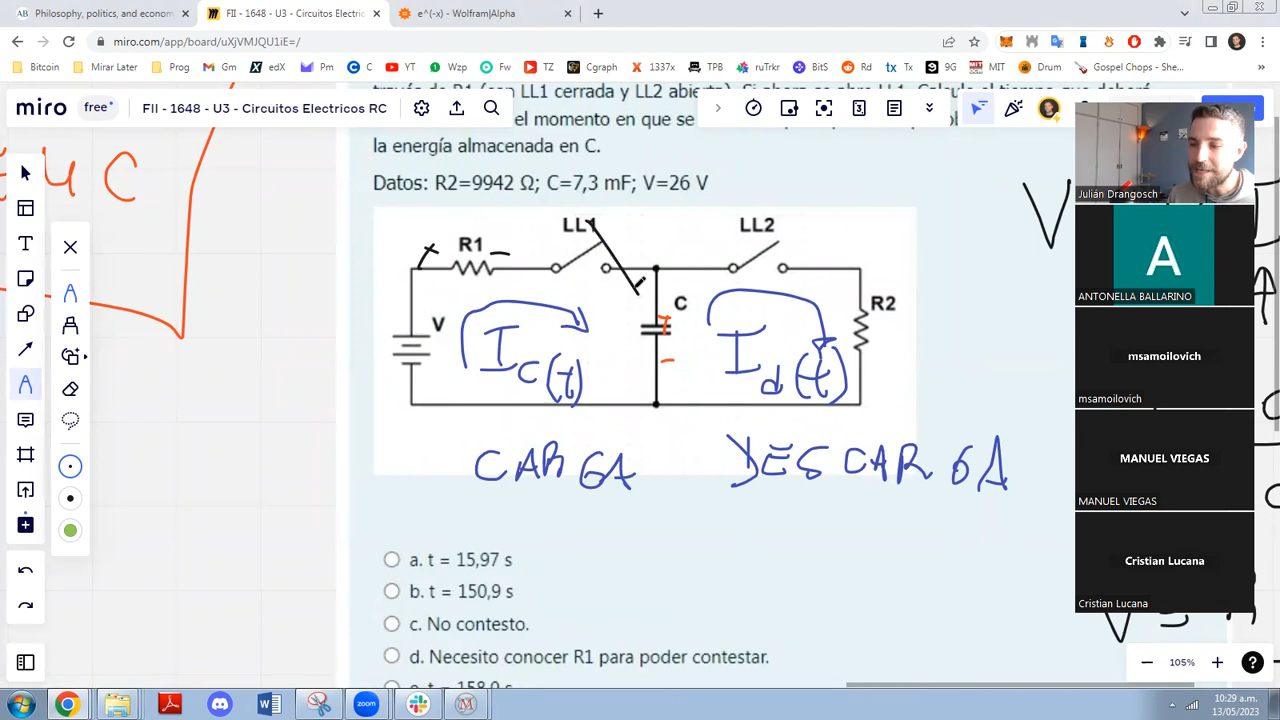 Philosophy, politics, and econom
FII - 1648 - U3 - Circuitos Electric
e^(-x) - Wolfram|Alpha
miro.com/app/board/uXjVMJQU1iE=/
Bitcoin
Mirar Later
Prog
Gm
edX
Pm
C
YT
Wzp
Fw
TZ
Cgraph
1337x
TPB
ruTrkr
BitS
Rd
Tx
9G
MIT
Drum
Gospel Chops - She...
miro
free
FII - 1648 - U3 - Circuitos Electricos RC
la energía almacenada en C.
Datos: R2=9942 Ω; C=7,3 mF; V=26 V
R1
LL1
LL2
V
C
R2
Ic(t)
Id(t)
CARGA
DESCARGA
a. t = 15,97 s
b. t = 150,9 s
c. No contesto.
d. Necesito conocer R1 para poder contestar.
Julián Drangosch
A
ANTONELLA BALLARINO
msamoilovich
msamoilovich
MANUEL VIEGAS
MANUEL VIEGAS
Cristian Lucana
Cristian Lucana
105%
10:29 a.m.
13/05/2023